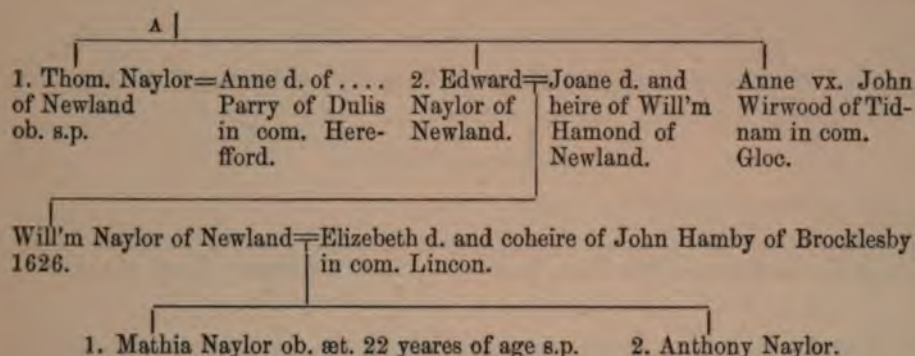 A
1. Thom. Naylor=Anne d. of ....
of Newland
ob. s.p.
Parry of Dulis
in com. Here-
fford.
2. Edward=Joane d. and
Naylor of
Newland.
heire of Will'm
Hamond of
Newland.
Anne vx. John
Wirwood of Tid-
nam in com.
Gloc.
Will'm Naylor of Newland=Elizebeth d. and coheire of John Hamby of Brocklesby
1626.
in com. Lincon.
1. Mathia Naylor ob. æt. 22 yeares of age s.p.
2. Anthony Naylor.